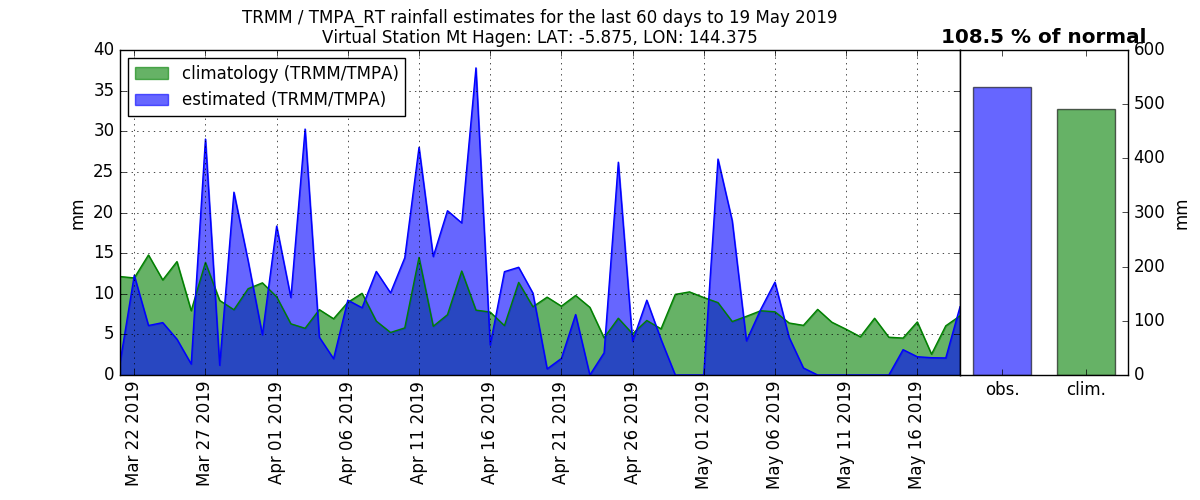 TRMM / TMPA_RT rainfall estimates for the last 60 days to 19 May 2019
Virtual Station Mt Hagen: LAT: -5.875, LON: 144.375
108.5 % of normal
climatology (TRMM/TMPA)
estimated (TRMM/TMPA)
40
35
30
25
20
15
10
5
0
mm
600
500
400
300
200
100
0
mm
obs.
clim.
Mar 22 2019
Mar 27 2019
Apr 01 2019
Apr 06 2019
Apr 11 2019
Apr 16 2019
Apr 21 2019
Apr 26 2019
May 01 2019
May 06 2019
May 11 2019
May 16 2019